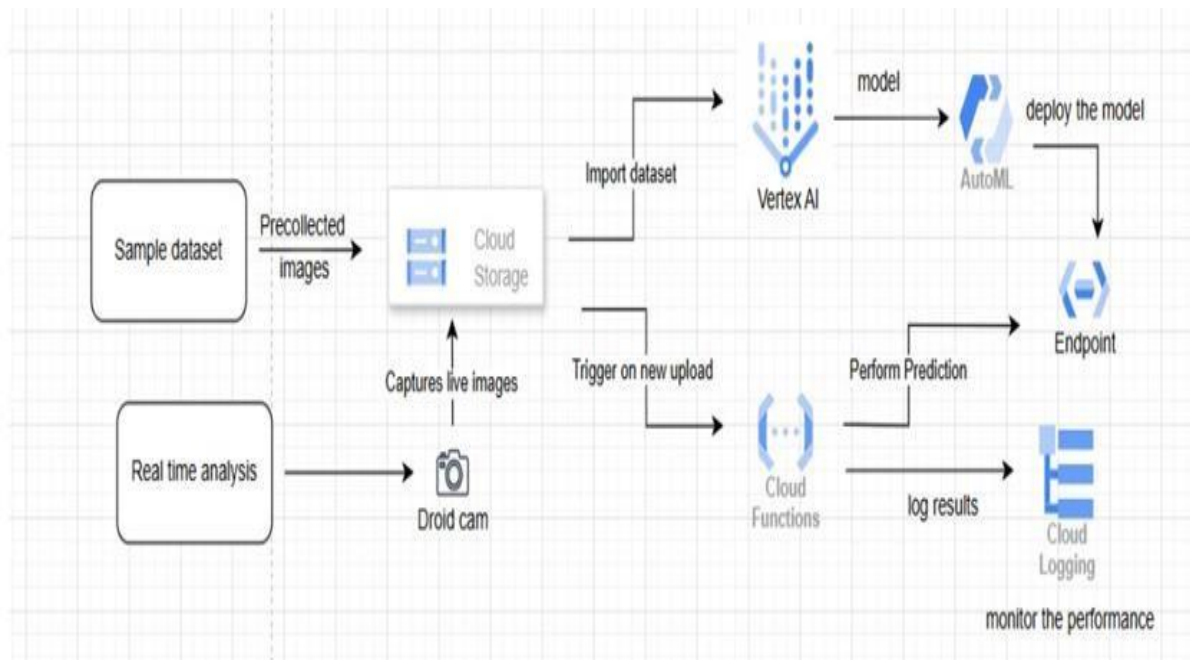 Sample dataset
Precollected
images
Cloud
Storage
Import dataset
Vertex AI
model
AutoML
deploy the model
Endpoint
Real time analysis
Droid cam
Captures live images
Trigger on new upload
Cloud
Functions
Perform Prediction
log results
Cloud
Logging
monitor the performance